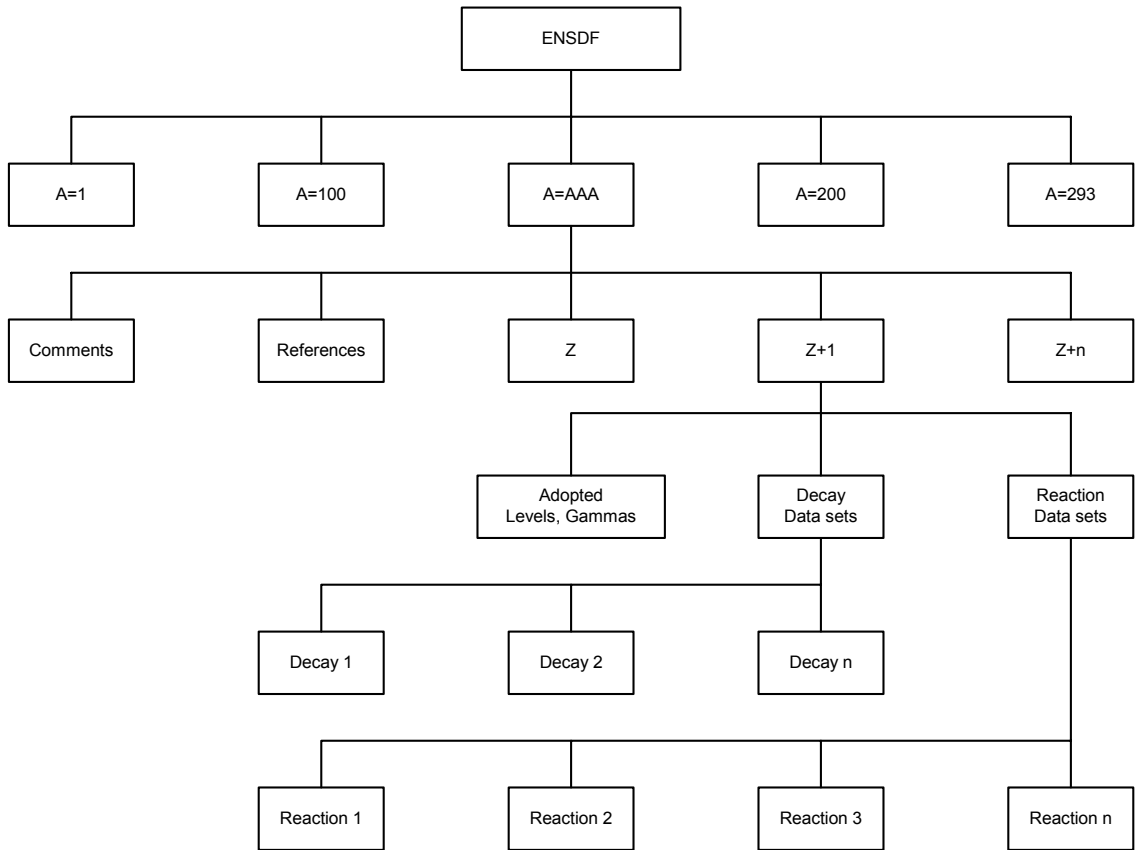 ENSDF
A=1
A=100
A=AAA
A=200
A=293
Comments
References
Z
Z+1
Z+n
Adopted
Levels, Gammas
Decay
Data sets
Reaction
Data sets
Decay 1
Decay 2
Decay n
Reaction 1
Reaction 2
Reaction 3
Reaction n